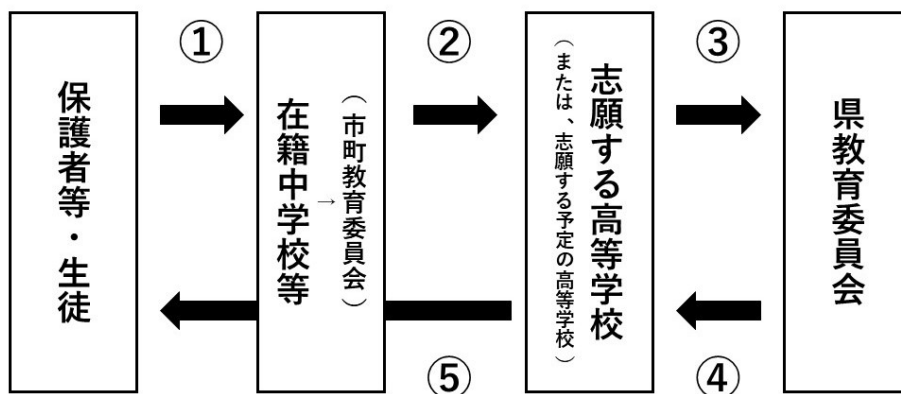 ①
②
③
保護者等・生徒
在籍中学校等
→
（市町教育委員会）
志願する高等学校
（または、志願する予定の高等学校）
県教育委員会
⑤
④